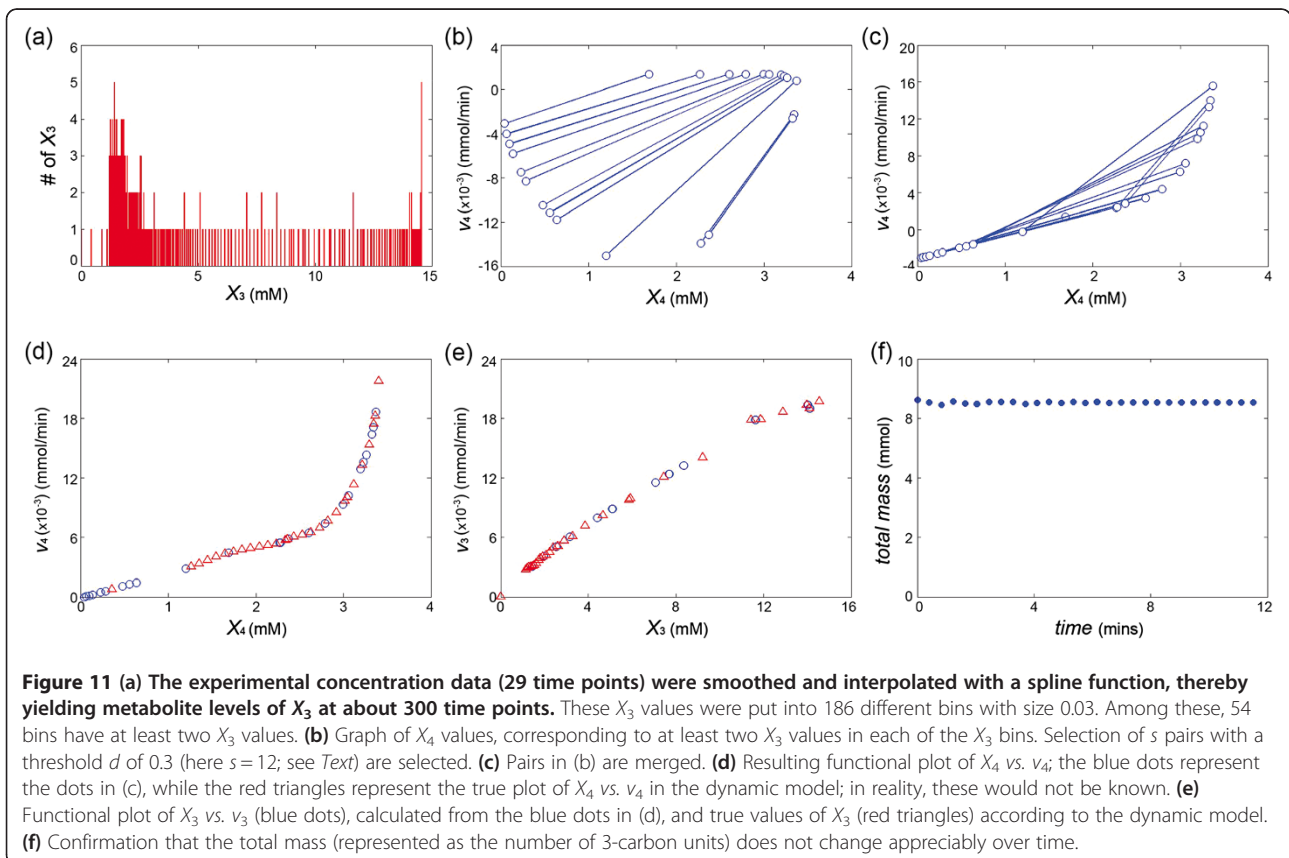 (a)
# of X3
6
5
4
3
2
1
0
0 5 10 15
X3 (mM)
(b)
v4 (x10-3) (mmol/min)
4
0
-4
-8
-12
-16
0 1 2 3 4
X4 (mM)
(c)
v4 (x10-3) (mmol/min)
20
16
12
8
4
0
-4
0 1 2 3 4
X4 (mM)
(d)
v4 (x10-3) (mmol/min)
24
18
12
6
0
0 1 2 3 4
X4 (mM)
(e)
v3 (x10-3) (mmol/min)
24
18
12
6
0
0 4 8 12 16
X3 (mM)
(f)
total mass (mmol)
10
8
4
2
0
0 4 8 12
time (mins)
Figure 11 (a) The experimental concentration data (29 time points) were smoothed and interpolated with a spline function, thereby
yielding metabolite levels of X3 at about 300 time points. These X3 values were put into 186 different bins with size 0.03. Among these, 54
bins have at least two X3 values. (b) Graph of X4 values, corresponding to at least two X3 values in each of the X3 bins. Selection of s pairs with a
threshold d of 0.3 (here s = 12; see Text) are selected. (c) Pairs in (b) are merged. (d) Resulting functional plot of X4 vs. v4; the blue dots represent
the dots in (c), while the red triangles represent the true plot of X4 vs. v4 in the dynamic model; in reality, these would not be known. (e)
Functional plot of X3 vs. v3 (blue dots), calculated from the blue dots in (d), and true values of X3 (red triangles) according to the dynamic model.
(f) Confirmation that the total mass (represented as the number of 3-carbon units) does not change appreciably over time.